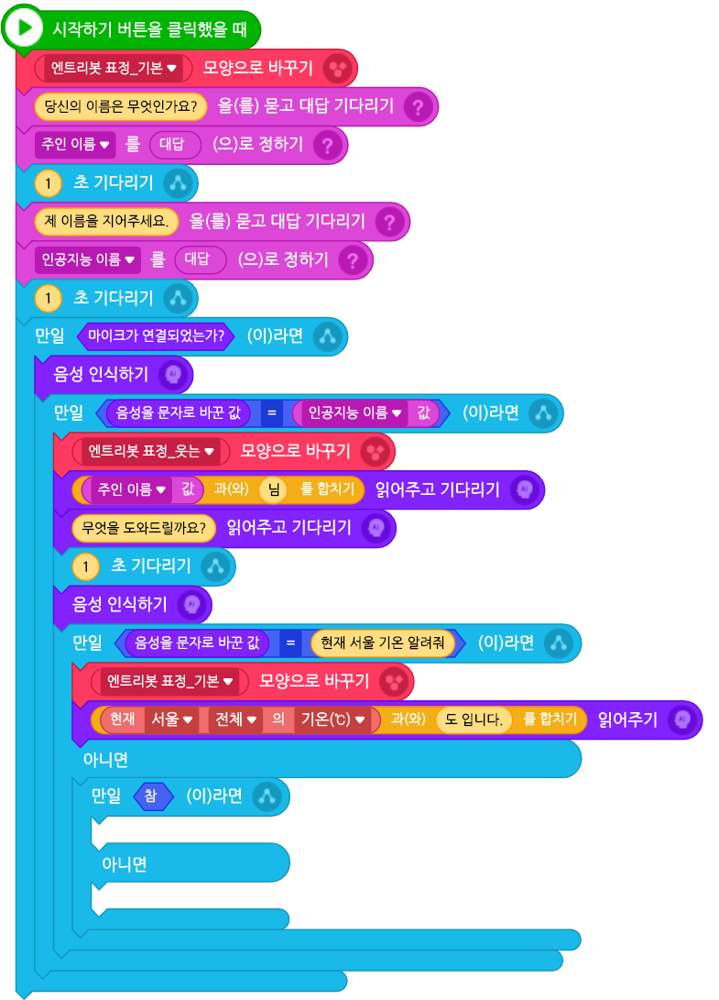 시작하기 버튼을 클릭했을 때
엔트리봇 표정_기본 모양으로 바꾸기
당신의 이름은 무엇인가요? 을(를) 묻고 대답 기다리기 ?
주인 이름 를 대답 (으)로 정하기 ?
1 초 기다리기
제 이름을 지어주세요. 을(를) 묻고 대답 기다리기 ?
인공지능 이름 를 대답 (으)로 정하기 ?
1 초 기다리기
만일 마이크가 연결되었는가? (이)라면
음성 인식하기 AI
만일 음성을 문자로 바꾼 값 = 인공지능 이름 값 (이)라면
엔트리봇 표정_웃는 모양으로 바꾸기
주인 이름 값 과(와) 님 를 합치기 읽어주고 기다리기 AI
무엇을 도와드릴까요? 읽어주고 기다리기 AI
1 초 기다리기
음성 인식하기 AI
만일 음성을 문자로 바꾼 값 = 현재 서울 기온 알려줘 (이)라면
엔트리봇 표정_기본 모양으로 바꾸기
현재 서울 전체 의 기온(℃) 과(와) 도 입니다. 를 합치기 읽어주기 AI
아니면
만일 참 (이)라면
아니면